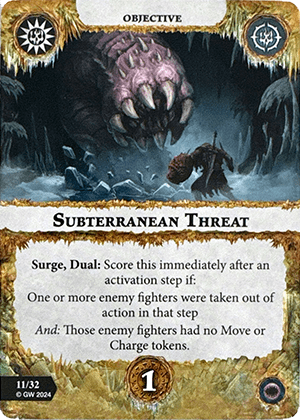 OBJECTIVE
SUBTERRANEAN THREAT
Surge, Dual: Score this immediately after an
activation step if:
One or more enemy fighters were taken out of
action in that step
And: Those enemy fighters had no Move or
Charge tokens.
11/32
© GW 2024
1